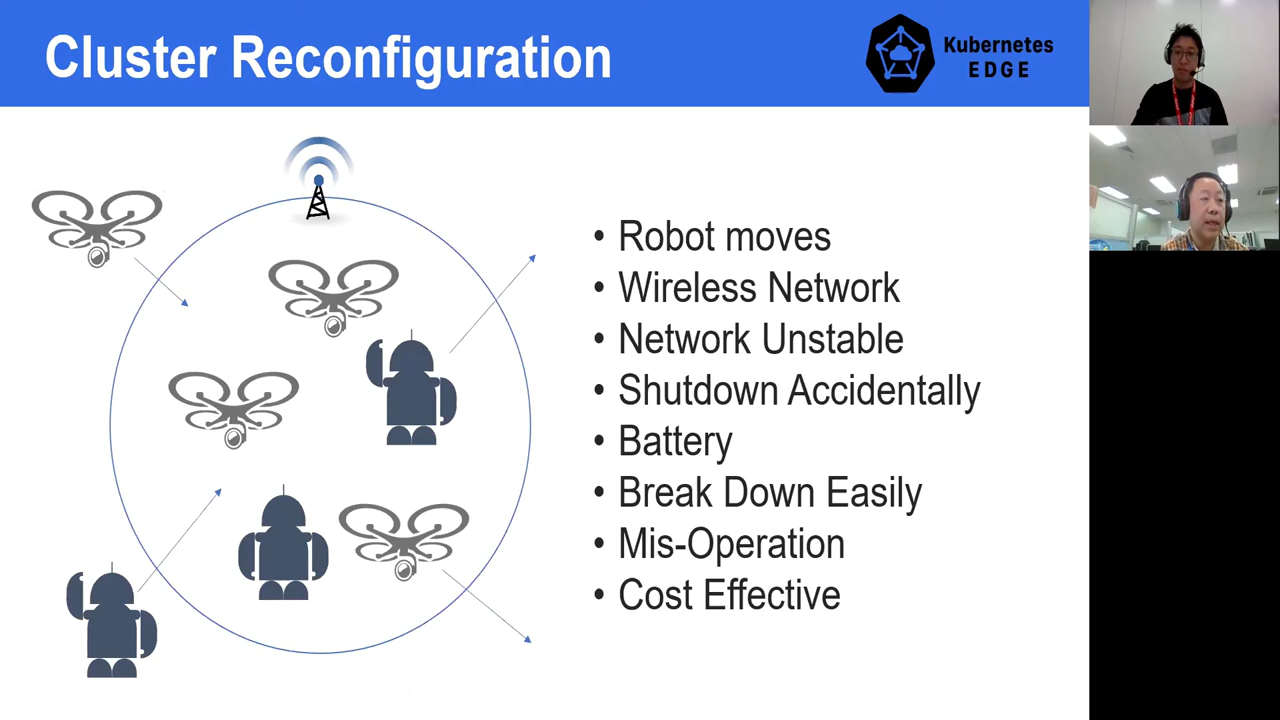 Cluster Reconfiguration
Kubernetes
EDGE
• Robot moves
• Wireless Network
• Network Unstable
• Shutdown Accidentally
• Battery
• Break Down Easily
• Mis-Operation
• Cost Effective